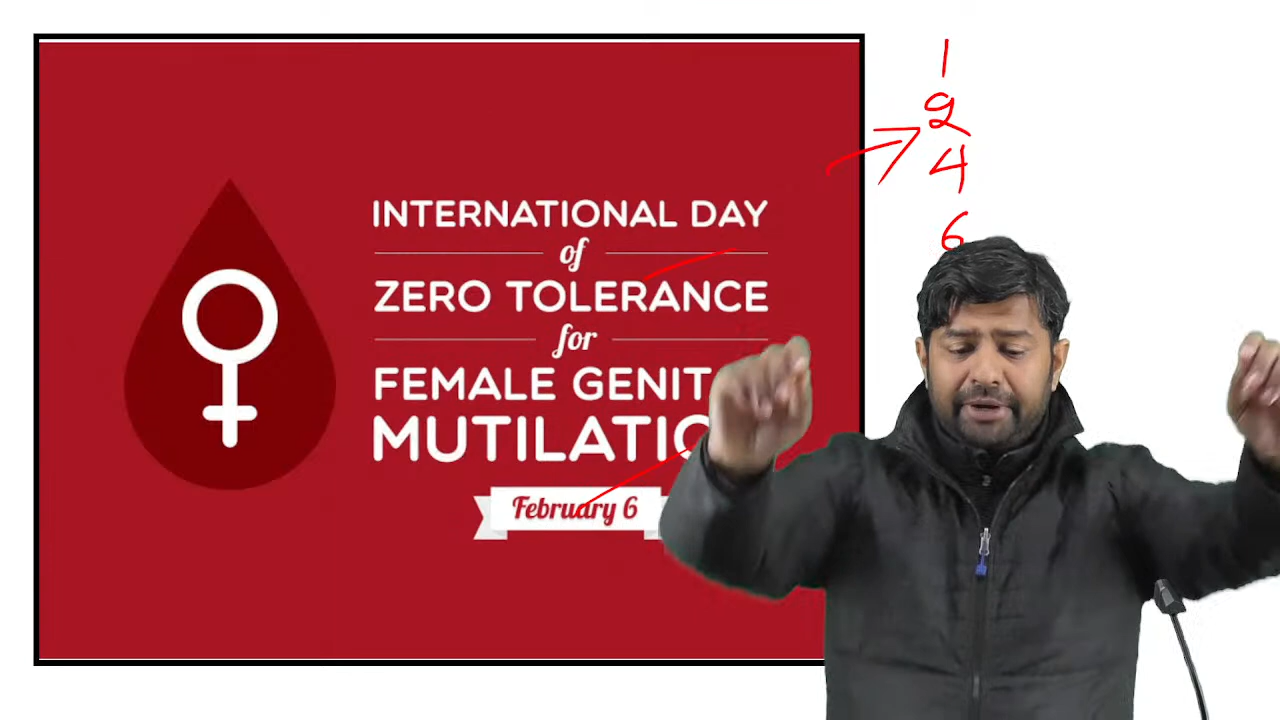 INTERNATIONAL DAY
of
ZERO TOLERANCE
for
FEMALE GENIT
MUTILATIO
February 6
1
2
4
6